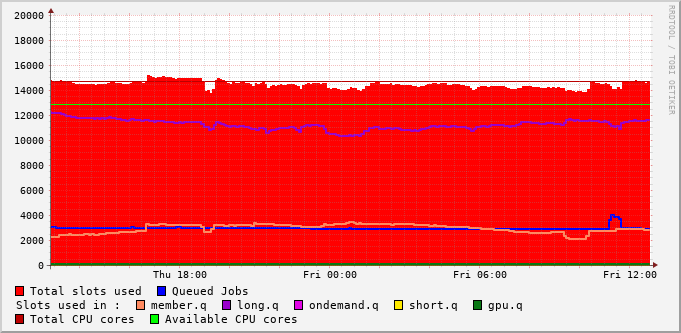 RRDTOOL / TOBI OETIKER
20000
18000
16000
14000
12000
10000
8000
6000
4000
2000
0
Thu 18:00 Fri 00:00 Fri 06:00 Fri 12:00
Total slots used Queued Jobs
Slots used in : member.q long.q ondemand.q short.q gpu.q
Total CPU cores Available CPU cores